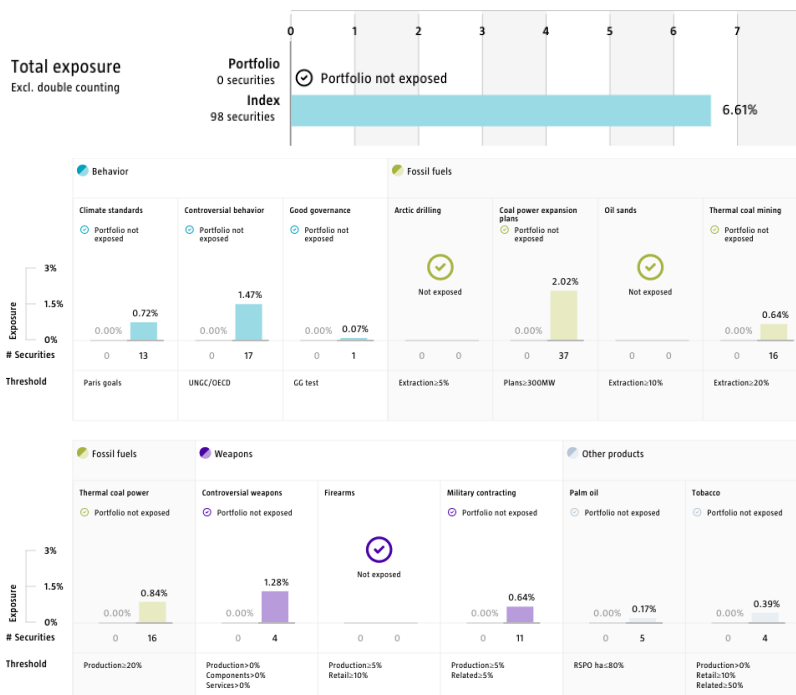 0 1 2 3 4 5 6 7
Total exposure
Excl. double counting
Portfolio
0 securities
Portfolio not exposed
Index
98 securities
6.61%
Behavior
Fossil fuels
Climate standards
Portfolio not
exposed
Controversial behavior
Portfolio not
exposed
Good governance
Portfolio not
exposed
Arctic drilling
Not exposed
Coal power expansion
plans
Portfolio not
exposed
Oil sands
Not exposed
Thermal coal mining
Portfolio not
exposed
Exposure
3%
1.5%
0%
0.00% 0.72%
0.00% 1.47%
0.00% 0.07%
2.02%
0.00%
0.64%
0.00%
# Securities 0 13 0 17 0 1 0 0 0 37 0 0 0 16
Threshold Paris goals UNGC/OECD GG test Extraction≥5% Plans≥300MW Extraction≥10% Extraction≥20%
Fossil fuels
Weapons
Other products
Thermal coal power
Portfolio not exposed
Controversial weapons
Portfolio not exposed
Firearms
Not exposed
Military contracting
Portfolio not exposed
Palm oil
Portfolio not exposed
Tobacco
Portfolio not exposed
Exposure
3%
1.5%
0%
0.00% 0.84%
0.00% 1.28%
0.00% 0.64%
0.00% 0.17%
0.00% 0.39%
# Securities 0 16 0 4 0 0 0 11 0 5 0 4
Threshold
Production≥20%
Production>0%
Components>0%
Services>0%
Production≥5%
Retail≥10%
Production≥5%
Related≥5%
RSPO ha≤80%
Production>0%
Retail≥10%
Related≥50%